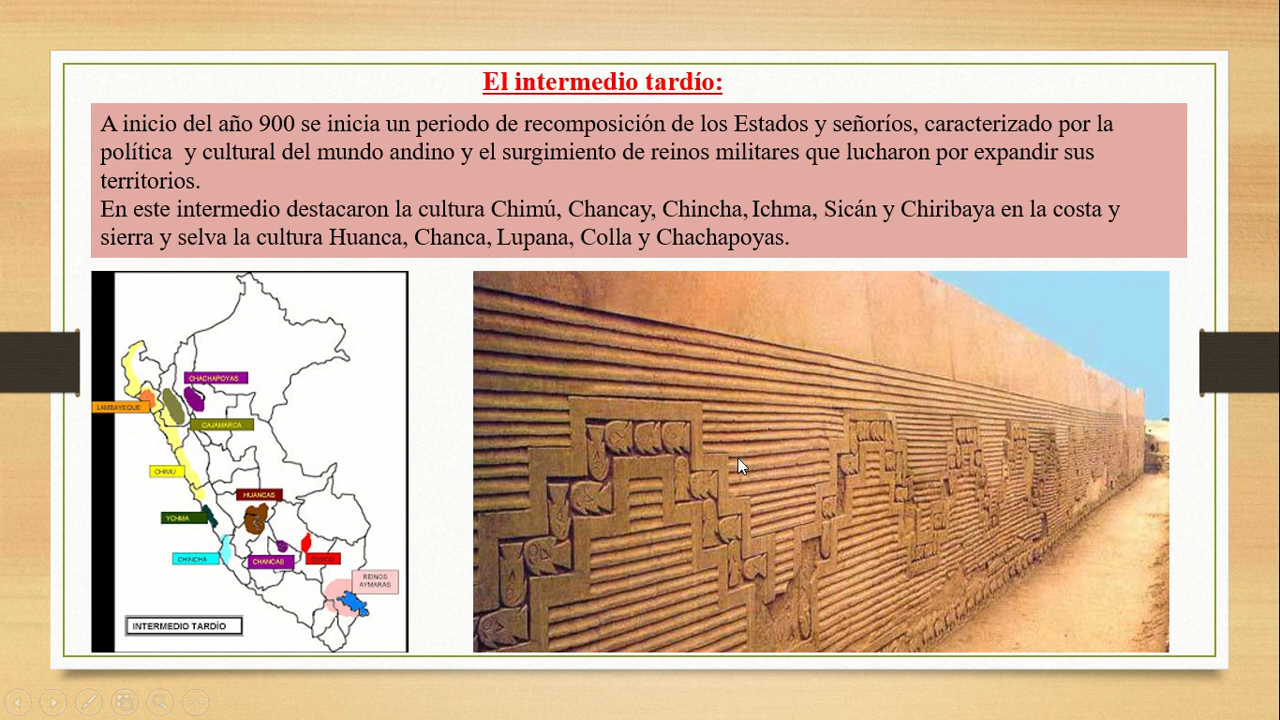 El intermedio tardío:
A inicio del año 900 se inicia un periodo de recomposición de los Estados y señoríos, caracterizado por la
política  y cultural del mundo andino y el surgimiento de reinos militares que lucharon por expandir sus
territorios.
En este intermedio destacaron la cultura Chimú, Chancay, Chincha, Ichma, Sicán y Chiribaya en la costa y
sierra y selva la cultura Huanca, Chanca, Lupana, Colla y Chachapoyas.
CHACHAPOYAS
LAMBAYEQUE
CAJAMARCA
CHIMÚ
HUANCAS
YCHMA
CHINCHA
CHANCAS
REINOS
AYMARAS
INTERMEDIO TARDÍO